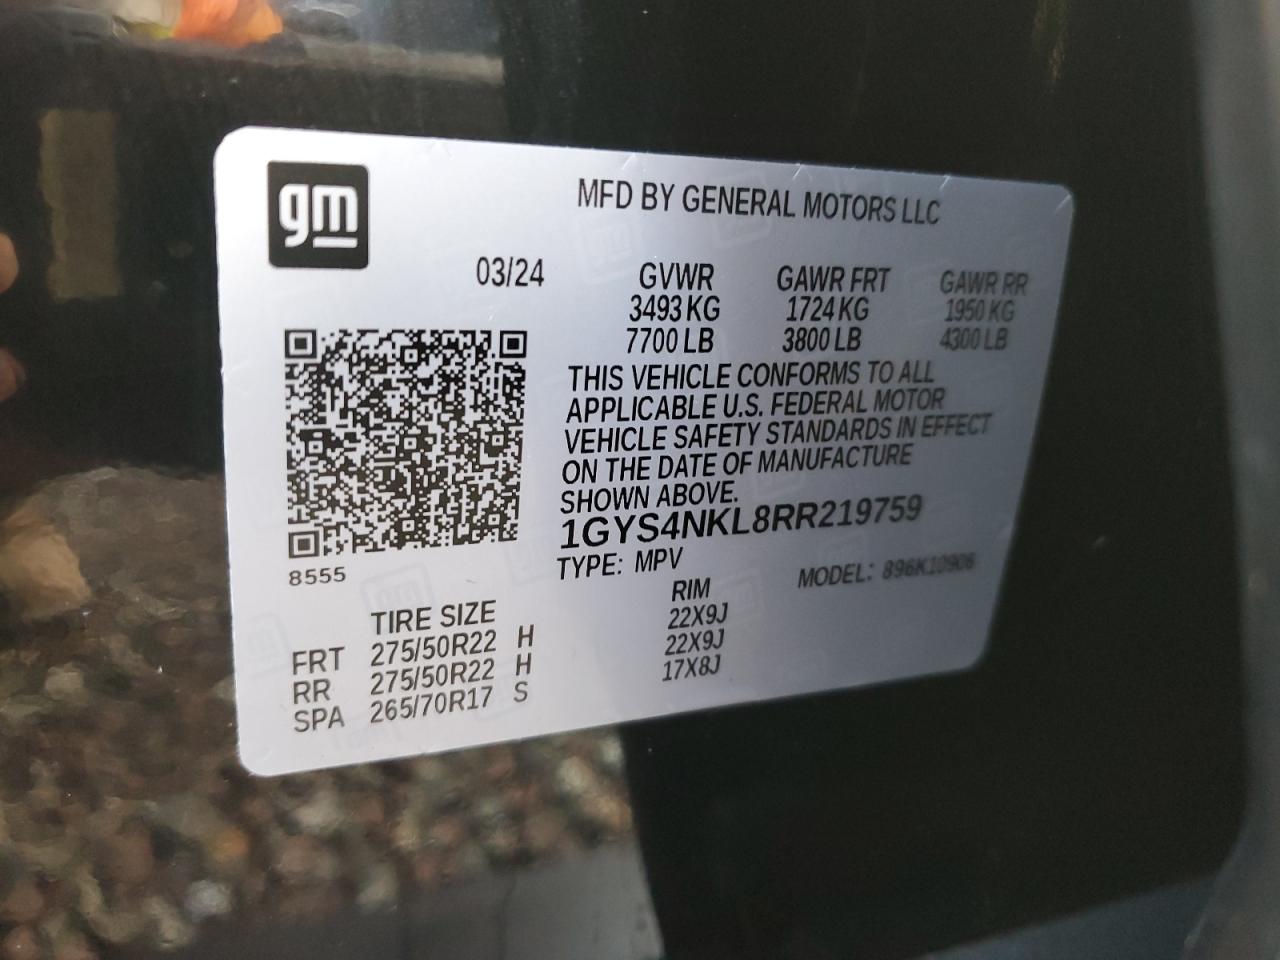 gm
MFD BY GENERAL MOTORS LLC
03/24 GVWR GAWR FRT GAWR RR
3493 KG 1724 KG 1950 KG
7700 LB 3800 LB 4300 LB
THIS VEHICLE CONFORMS TO ALL
APPLICABLE U.S. FEDERAL MOTOR
VEHICLE SAFETY STANDARDS IN EFFECT
ON THE DATE OF MANUFACTURE
SHOWN ABOVE.
1GYS4NKL8RR219759
8555
TYPE: MPV MODEL: 896K10906
TIRE SIZE RIM
FRT 275/50R22 H 22X9J
RR 275/50R22 H 22X9J
SPA 265/70R17 S 17X8J